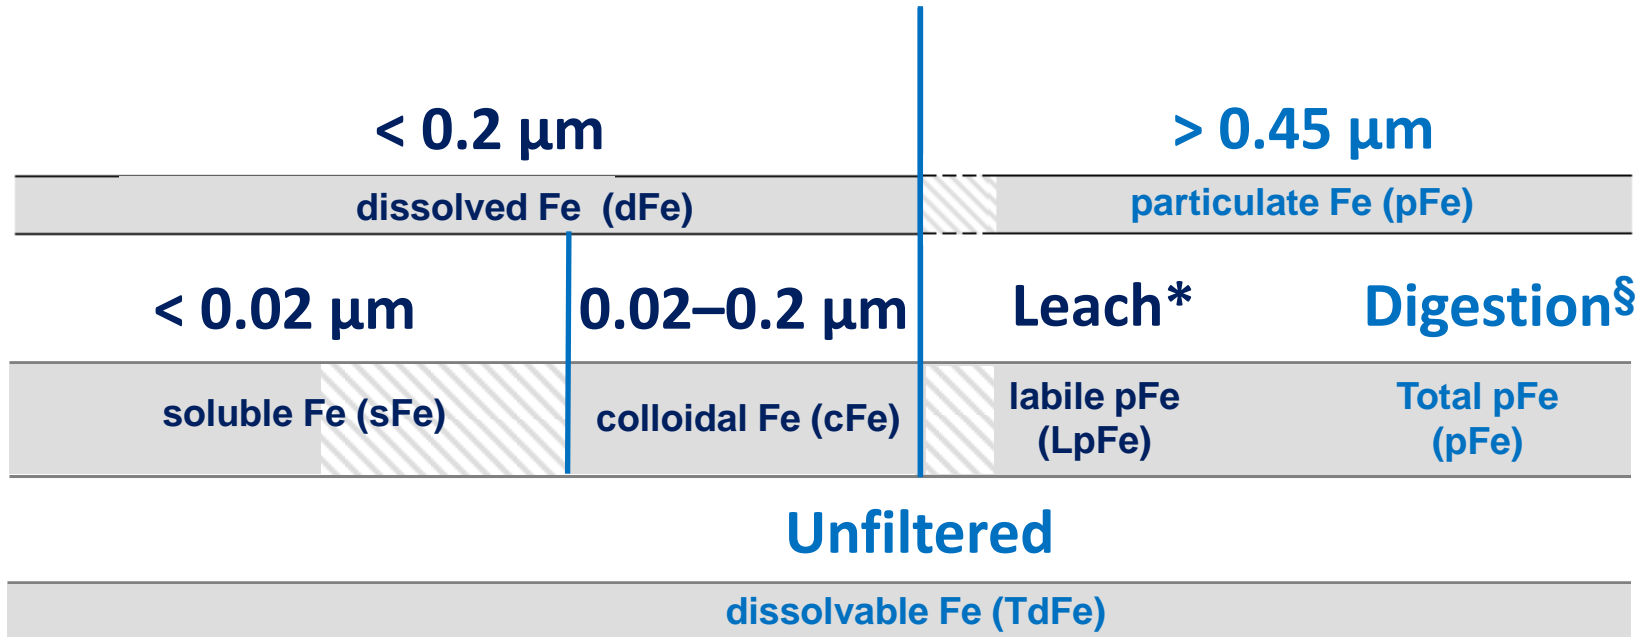 < 0.2 µm
> 0.45 µm
dissolved Fe (dFe)
particulate Fe (pFe)
< 0.02 µm
0.02–0.2 µm
Leach*
Digestion§
soluble Fe (sFe)
colloidal Fe (cFe)
labile pFe
(LpFe)
Total pFe
(pFe)
Unfiltered
dissolvable Fe (TdFe)